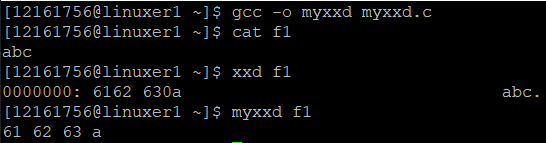 [12161756@linuxer1 ~]$ gcc -o myxxd myxxd.c
[12161756@linuxer1 ~]$ cat f1
abc
[12161756@linuxer1 ~]$ xxd f1
0000000: 6162 630a                                abc.
[12161756@linuxer1 ~]$ myxxd f1
61 62 63 a